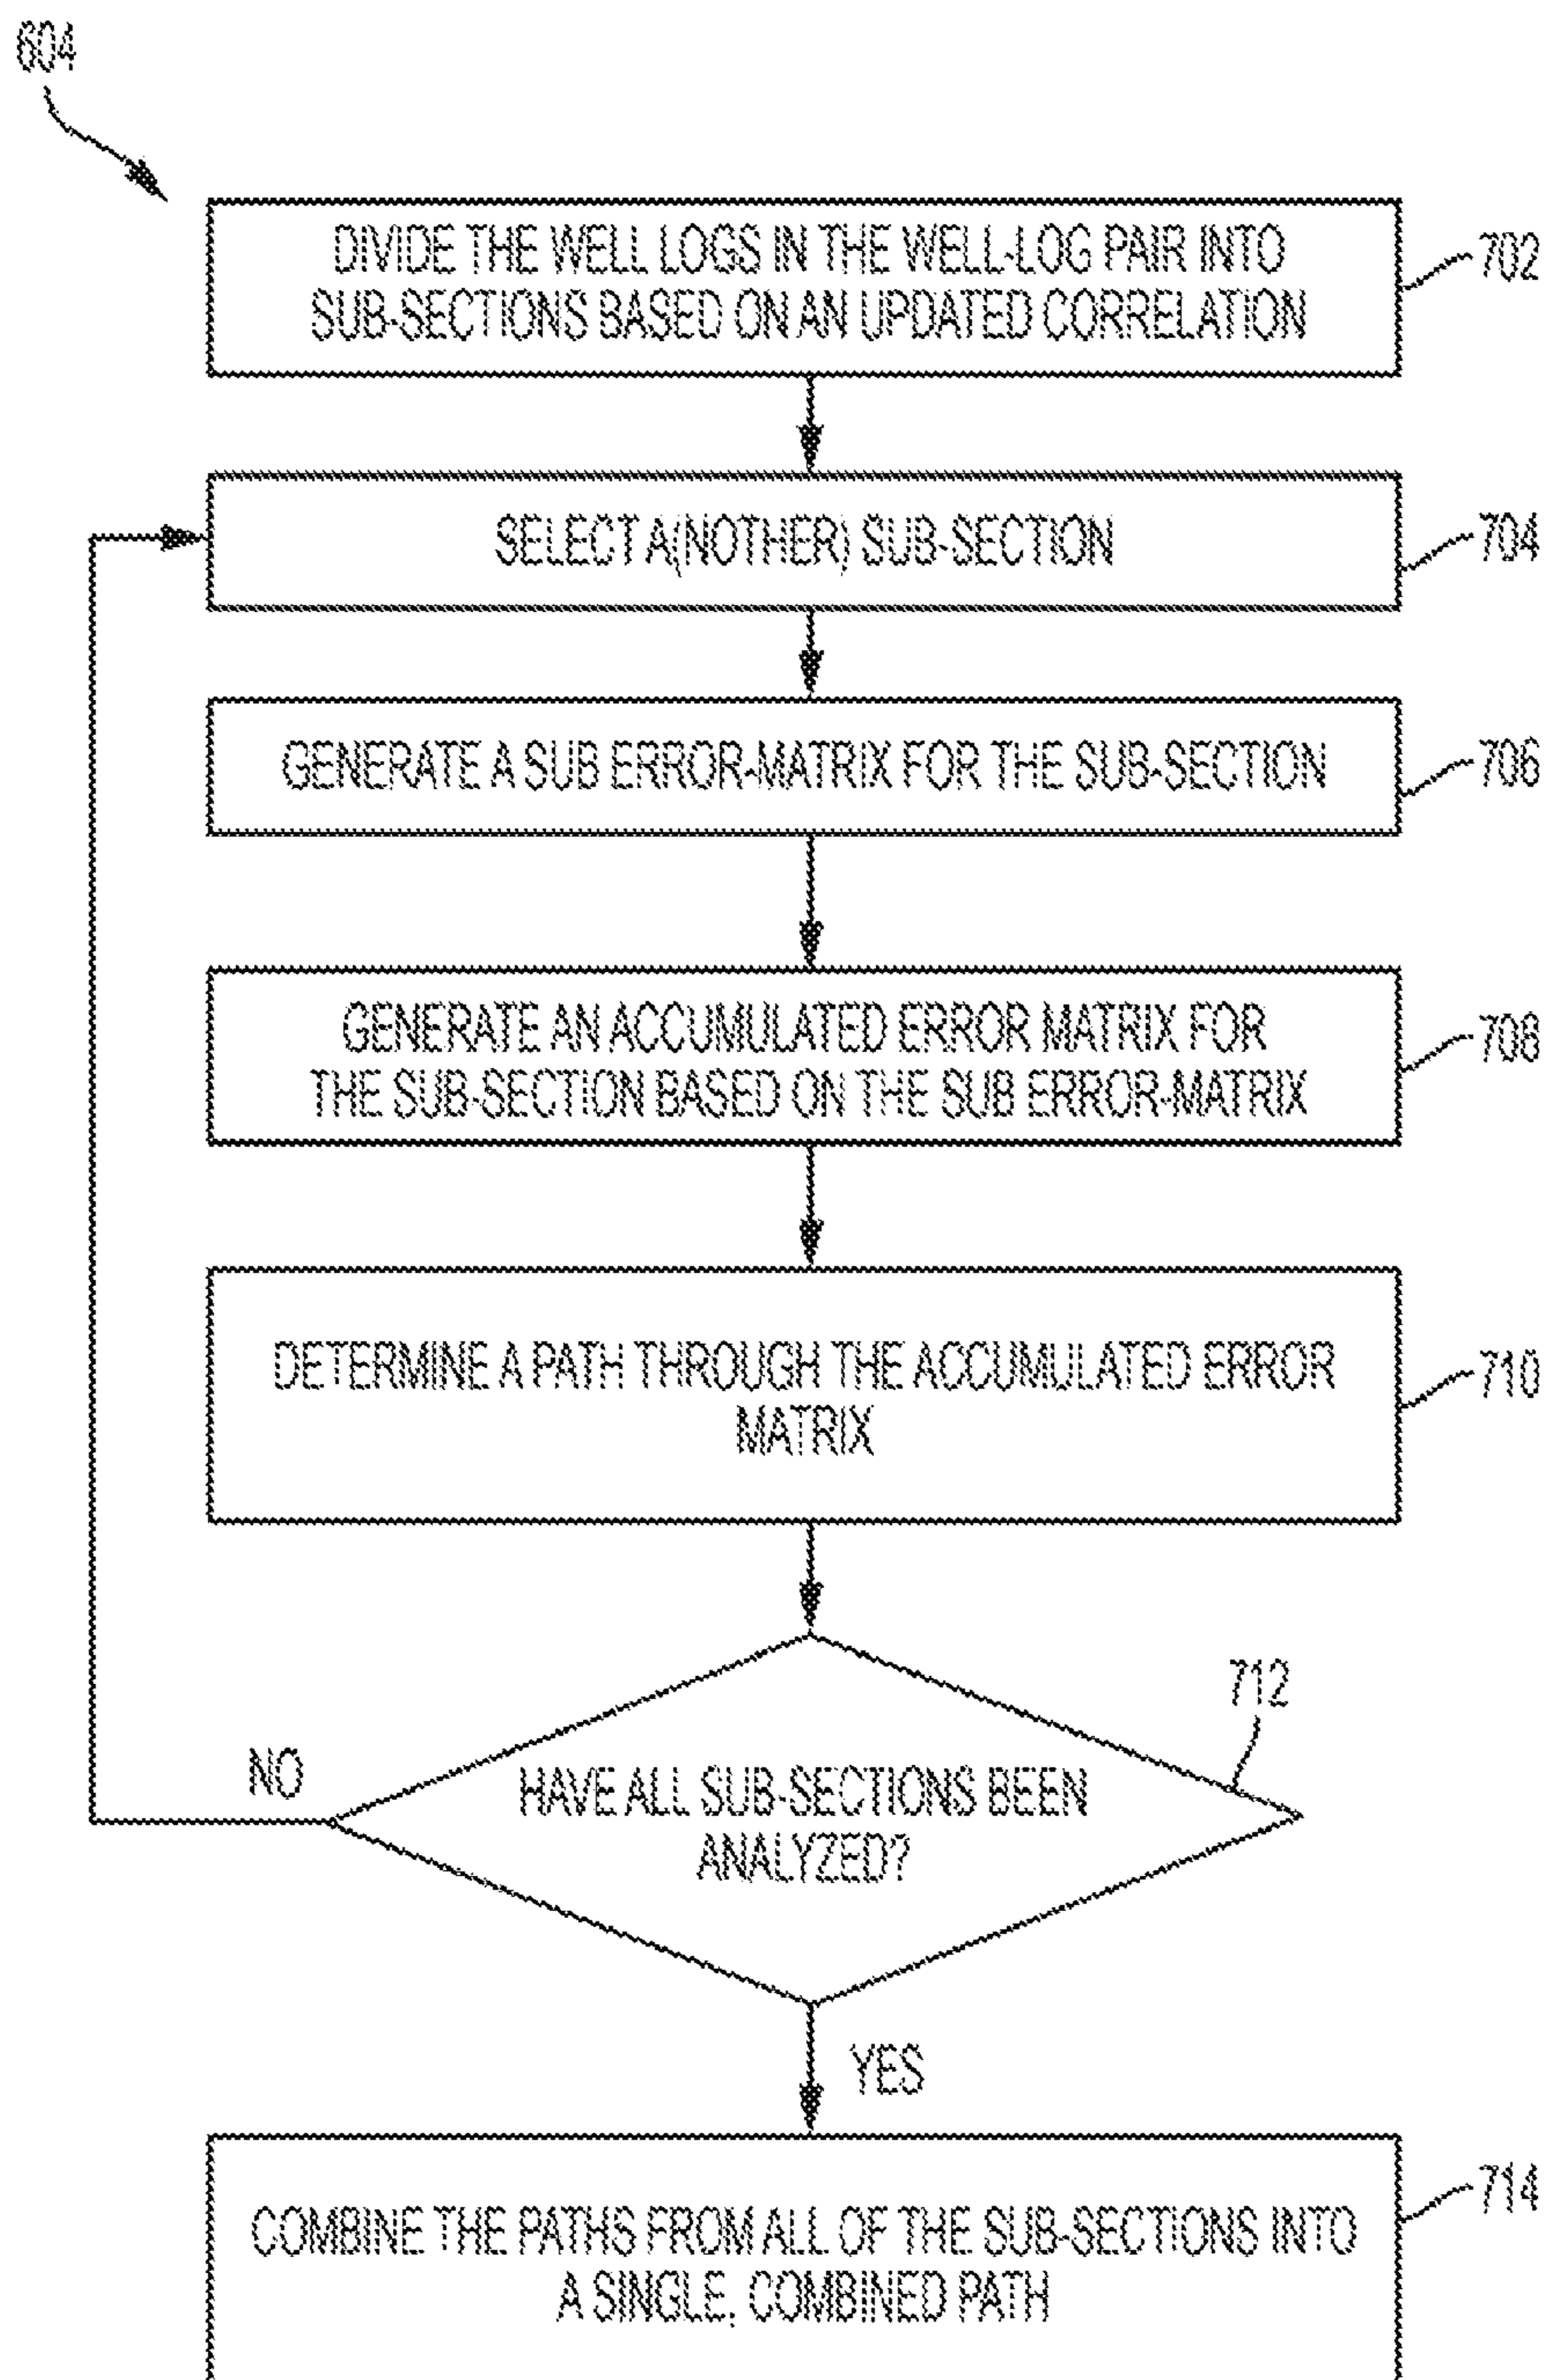 604
DIVIDE THE WELL LOGS IN THE WELL-LOG PAIR INTO
SUB-SECTIONS BASED ON AN UPDATED CORRELATION
702
SELECT A(NOTHER) SUB-SECTION
704
GENERATE A SUB ERROR-MATRIX FOR THE SUB-SECTION
706
GENERATE AN ACCUMULATED ERROR MATRIX FOR
THE SUB-SECTION BASED ON THE SUB ERROR-MATRIX
708
DETERMINE A PATH THROUGH THE ACCUMULATED ERROR
MATRIX
710
712
NO
HAVE ALL SUB-SECTIONS BEEN
ANALYZED?
YES
COMBINE THE PATHS FROM ALL OF THE SUB-SECTIONS INTO
A SINGLE, COMBINED PATH
714